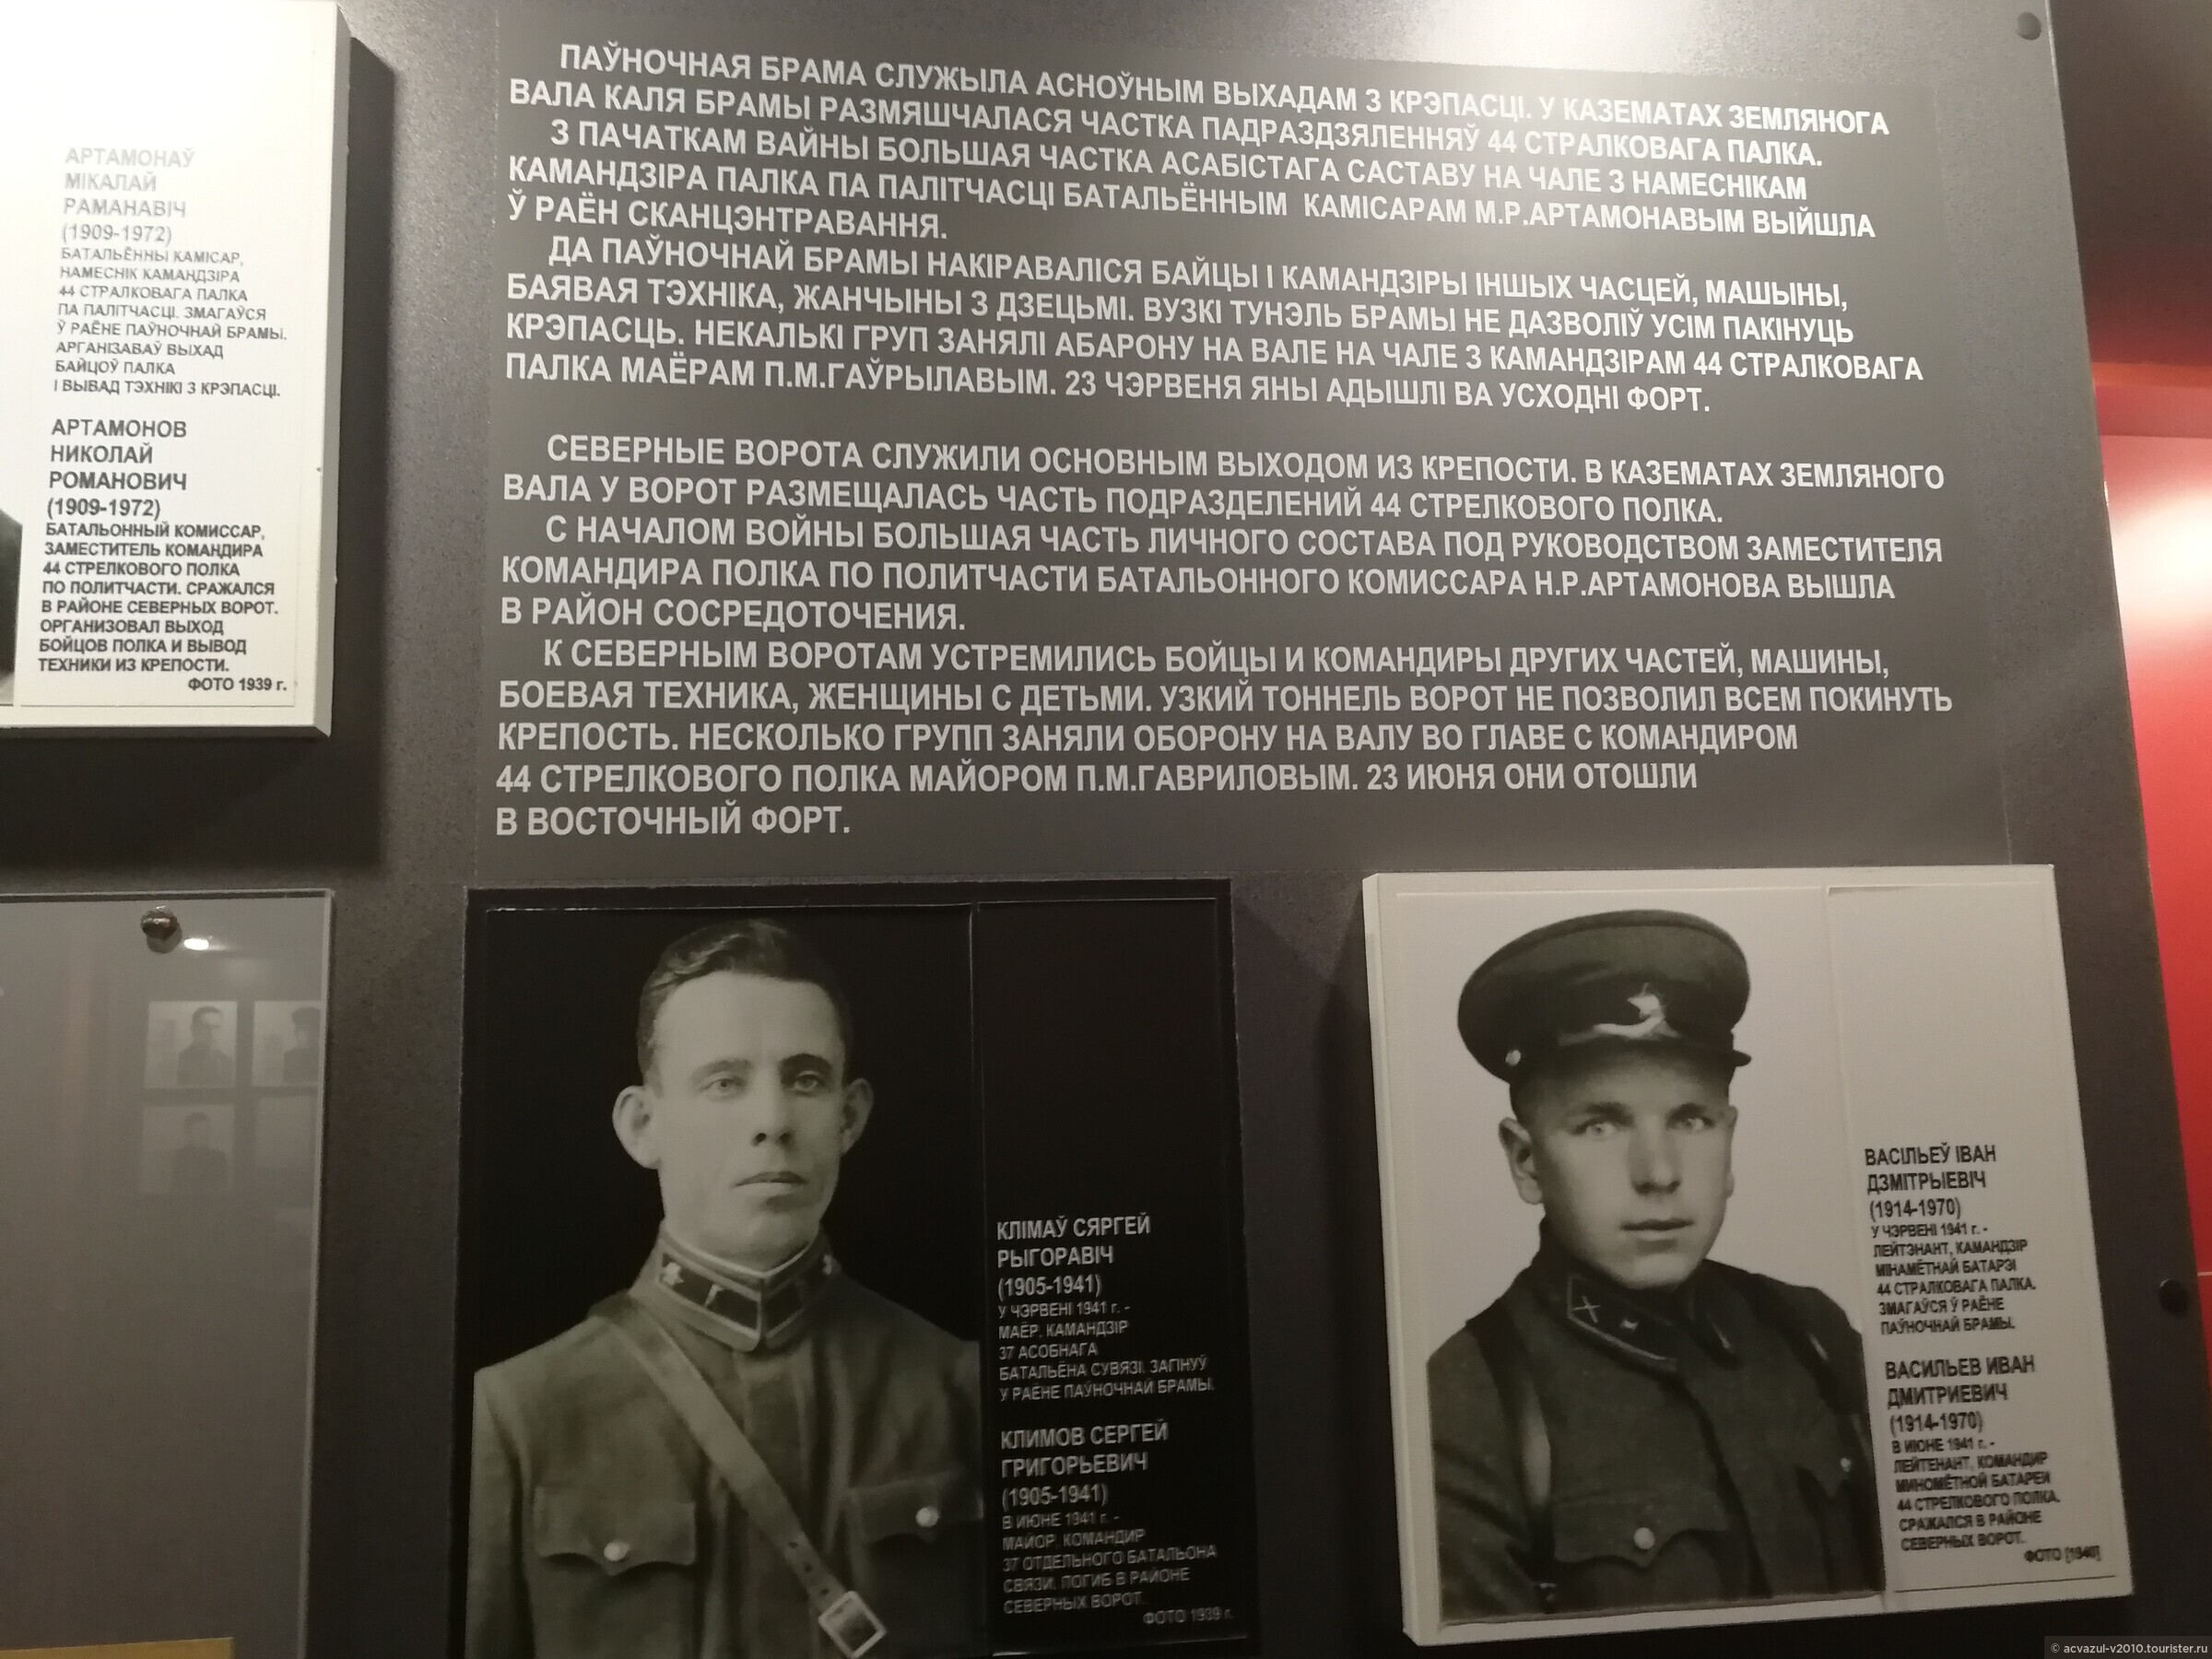 АРТАМОНАЎ
МІКАЛАЙ
РАМАНАВІЧ
(1909-1972)
БАТАЛЬЁННЫ КАМІСАР,
НАМЕСНІК КАМАНДЗІРА
44 СТРАЛКОВАГА ПАЛКА
ПА ПАЛІТЧАСЦІ. ЗМАГАЎСЯ
Ў РАЁНЕ ПАЎНОЧНАЙ БРАМЫ.
АРГАНІЗАВАЎ ВЫХАД
БАЙЦОЎ ПАЛКА
І ВЫВАД ТЭХНІКІ З КРЭПАСЦІ.
АРТАМОНОВ
НИКОЛАЙ
РОМАНОВИЧ
(1909-1972)
БАТАЛЬОННЫЙ КОМИССАР,
ЗАМЕСТИТЕЛЬ КОМАНДИРА
44 СТРЕЛКОВОГО ПОЛКА
ПО ПОЛИТЧАСТИ. СРАЖАЛСЯ
В РАЙОНЕ СЕВЕРНЫХ ВОРОТ.
ОРГАНИЗОВАЛ ВЫХОД
БОЙЦОВ ПОЛКА И ВЫВОД
ТЕХНИКИ ИЗ КРЕПОСТИ.
ФОТО 1939 г.
ПАЎНОЧНАЯ БРАМА СЛУЖЫЛА АСНОЎНЫМ ВЫХАДАМ З КРЭПАСЦІ. У КАЗЕМАТАХ ЗЕМЛЯНОГА
ВАЛА КАЛЯ БРАМЫ РАЗМЯШЧАЛАСЯ ЧАСТКА ПАДРАЗДЗЯЛЕННЯЎ 44 СТРАЛКОВАГА ПАЛКА.
З ПАЧАТКАМ ВАЙНЫ БОЛЬШАЯ ЧАСТКА АСАБІСТАГА САСТАВУ НА ЧАЛЕ З НАМЕСНІКАМ
КАМАНДЗІРА ПАЛКА ПА ПАЛІТЧАСЦІ БАТАЛЬЁННЫМ КАМІСАРАМ М.Р.АРТАМОНАВЫМ ВЫЙШЛА
Ў РАЁН СКАНЦЭНТРАВАННЯ.
ДА ПАЎНОЧНАЙ БРАМЫ НАКІРАВАЛІСЯ БАЙЦЫ І КАМАНДЗІРЫ ІНШЫХ ЧАСЦЕЙ, МАШЫНЫ,
БАЯВАЯ ТЭХНІКА, ЖАНЧЫНЫ З ДЗЕЦЬМІ. ВУЗКІ ТУНЭЛЬ БРАМЫ НЕ ДАЗВОЛІЎ УСІМ ПАКІНУЦЬ
КРЭПАСЦЬ. НЕКАЛЬКІ ГРУП ЗАНЯЛІ АБАРОНУ НА ВАЛЕ НА ЧАЛЕ З КАМАНДЗІРАМ 44 СТРАЛКОВАГА
ПАЛКА МАЁРАМ П.М.ГАЎРЫЛАВЫМ. 23 ЧЭРВЕНЯ ЯНЫ АДЫШЛІ ВА УСХОДНІ ФОРТ.
СЕВЕРНЫЕ ВОРОТА СЛУЖИЛИ ОСНОВНЫМ ВЫХОДОМ ИЗ КРЕПОСТИ. В КАЗЕМАТАХ ЗЕМЛЯНОГО
ВАЛА У ВОРОТ РАЗМЕЩАЛАСЬ ЧАСТЬ ПОДРАЗДЕЛЕНИЙ 44 СТРЕЛКОВОГО ПОЛКА.
С НАЧАЛОМ ВОЙНЫ БОЛЬШАЯ ЧАСТЬ ЛИЧНОГО СОСТАВА ПОД РУКОВОДСТВОМ ЗАМЕСТИТЕЛЯ
КОМАНДИРА ПОЛКА ПО ПОЛИТЧАСТИ БАТАЛЬОННОГО КОМИССАРА Н.Р.АРТАМОНОВА ВЫШЛА
В РАЙОН СОСРЕДОТОЧЕНИЯ.
К СЕВЕРНЫМ ВОРОТАМ УСТРЕМИЛИСЬ БОЙЦЫ И КОМАНДИРЫ ДРУГИХ ЧАСТЕЙ, МАШИНЫ,
БОЕВАЯ ТЕХНИКА, ЖЕНЩИНЫ С ДЕТЬМИ. УЗКИЙ ТОННЕЛЬ ВОРОТ НЕ ПОЗВОЛИЛ ВСЕМ ПОКИНУТЬ
КРЕПОСТЬ. НЕСКОЛЬКО ГРУПП ЗАНЯЛИ ОБОРОНУ НА ВАЛУ ВО ГЛАВЕ С КОМАНДИРОМ
44 СТРЕЛКОВОГО ПОЛКА МАЙОРОМ П.М.ГАВРИЛОВЫМ. 23 ИЮНЯ ОНИ ОТОШЛИ
В ВОСТОЧНЫЙ ФОРТ.
КЛІМАЎ СЯРГЕЙ
РЫГОРАВІЧ
(1905-1941)
У ЧЭРВЕНІ 1941 г. -
МАЁР, КАМАНДЗІР
37 АСОБНАГА
БАТАЛЬЁНА СУВЯЗІ. ЗАГІНУЎ
У РАЁНЕ ПАЎНОЧНАЙ БРАМЫ.
КЛИМОВ СЕРГЕЙ
ГРИГОРЬЕВИЧ
(1905-1941)
В ИЮНЕ 1941 г. -
МАЙОР, КОМАНДИР
37 ОТДЕЛЬНОГО БАТАЛЬОНА
СВЯЗИ. ПОГИБ В РАЙОНЕ
СЕВЕРНЫХ ВОРОТ.
ФОТО 1939 г.
ВАСІЛЬЕЎ ІВАН
ДЗМІТРЫЕВІЧ
(1914-1970)
У ЧЭРВЕНІ 1941 г. -
ЛЕЙТЭНАНТ, КАМАНДЗІР
МІНАМЁТНАЙ БАТАРЭІ
44 СТРАЛКОВАГА ПАЛКА.
ЗМАГАЎСЯ Ў РАЁНЕ
ПАЎНОЧНАЙ БРАМЫ.
ВАСИЛЬЕВ ИВАН
ДМИТРИЕВИЧ
(1914-1970)
В ИЮНЕ 1941 г. -
ЛЕЙТЕНАНТ, КОМАНДИР
МИНОМЁТНОЙ БАТАРЕИ
44 СТРЕЛКОВОГО ПОЛКА.
СРАЖАЛСЯ В РАЙОНЕ
СЕВЕРНЫХ ВОРОТ.
ФОТО [1940]
© acvazul-v2010.tourister.ru